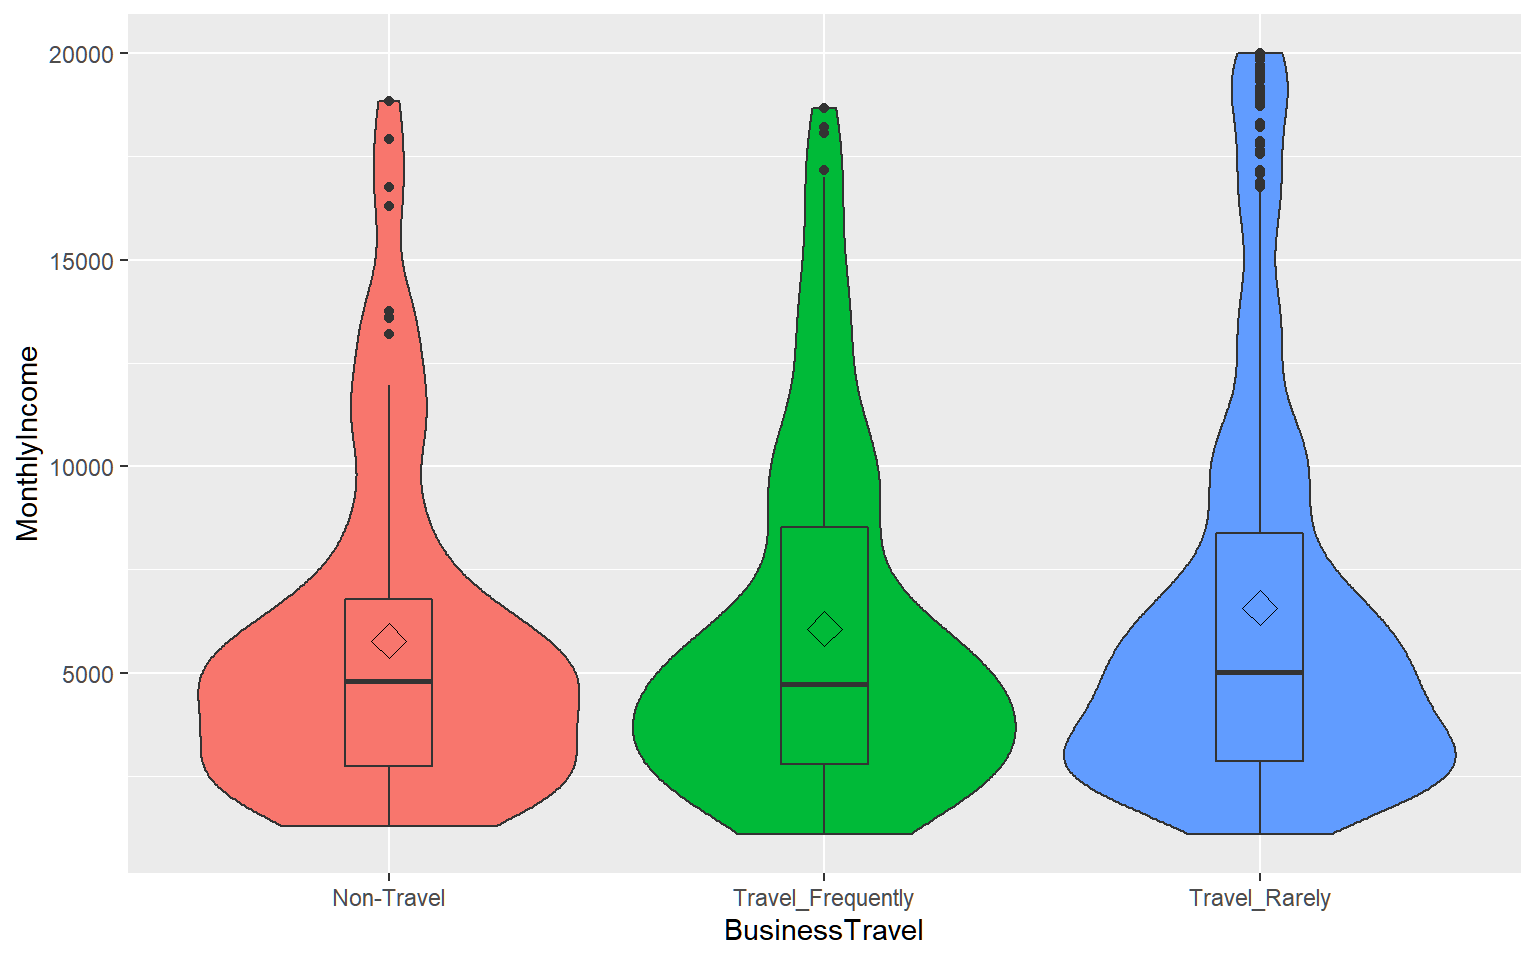 MonthlyIncome
20000
15000
10000
5000
Non-Travel
Travel_Frequently
Travel_Rarely
BusinessTravel